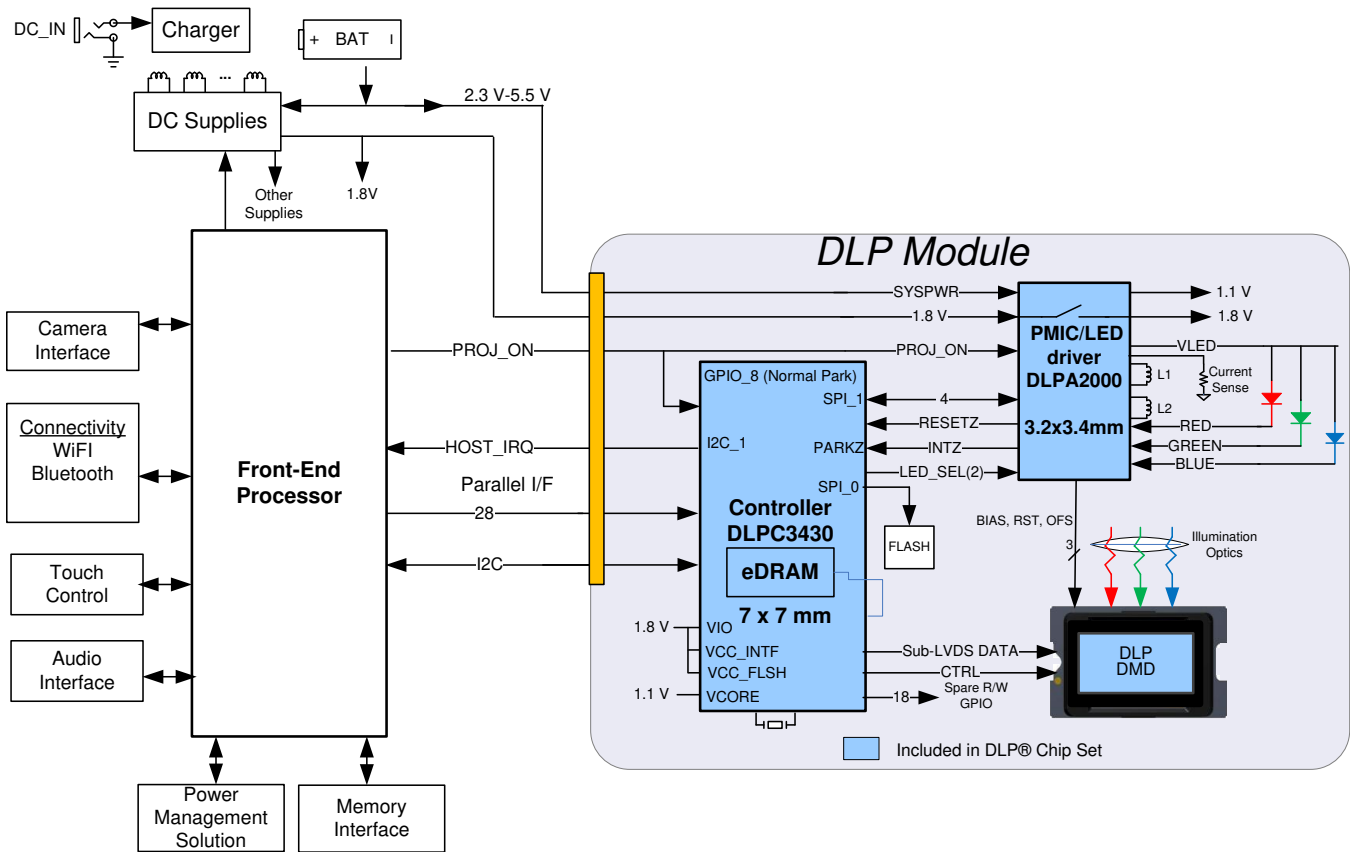 DC_IN
Charger
+ BAT I
...
DC Supplies
2.3 V-5.5 V
Other
Supplies
1.8V
DLP Module
SYSPWR
1.1 V
1.8 V
1.8 V
PMIC/LED
driver
DLPA2000
3.2x3.4mm
VLED
L1
L2
Current
Sense
Camera
Interface
PROJ_ON
PROJ_ON
GPIO_8 (Normal Park)
SPI_1
4
RESETZ
RED
Connectivity
WiFI
Bluetooth
HOST_IRQ
I2C_1
PARKZ
INTZ
GREEN
BLUE
LED_SEL(2)
SPI_0
Front-End
Processor
Parallel I/F
28
Controller
DLPC3430
FLASH
BIAS, RST, OFS
3
Illumination
Optics
I2C
eDRAM
7 x 7 mm
Touch
Control
1.8 V
VIO
VCC_INTF
VCC_FLSH
1.1 V
VCORE
Sub-LVDS DATA
CTRL
18
Spare R/W
GPIO
DLP
DMD
Audio
Interface
Included in DLP® Chip Set
Power
Management
Solution
Memory
Interface